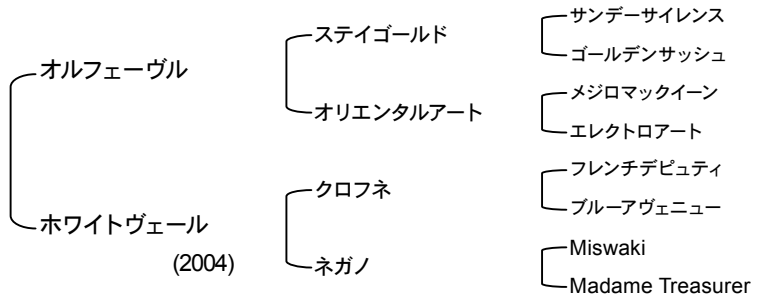 オルフェーヴル
ステイゴールド
サンデーサイレンス
ゴールデンサッシュ
オリエンタルアート
メジロマックイーン
エレクトロアート
ホワイトヴェール
(2004)
クロフネ
フレンチデピュティ
ブルーアヴェニュー
ネガノ
Miswaki
Madame Treasurer